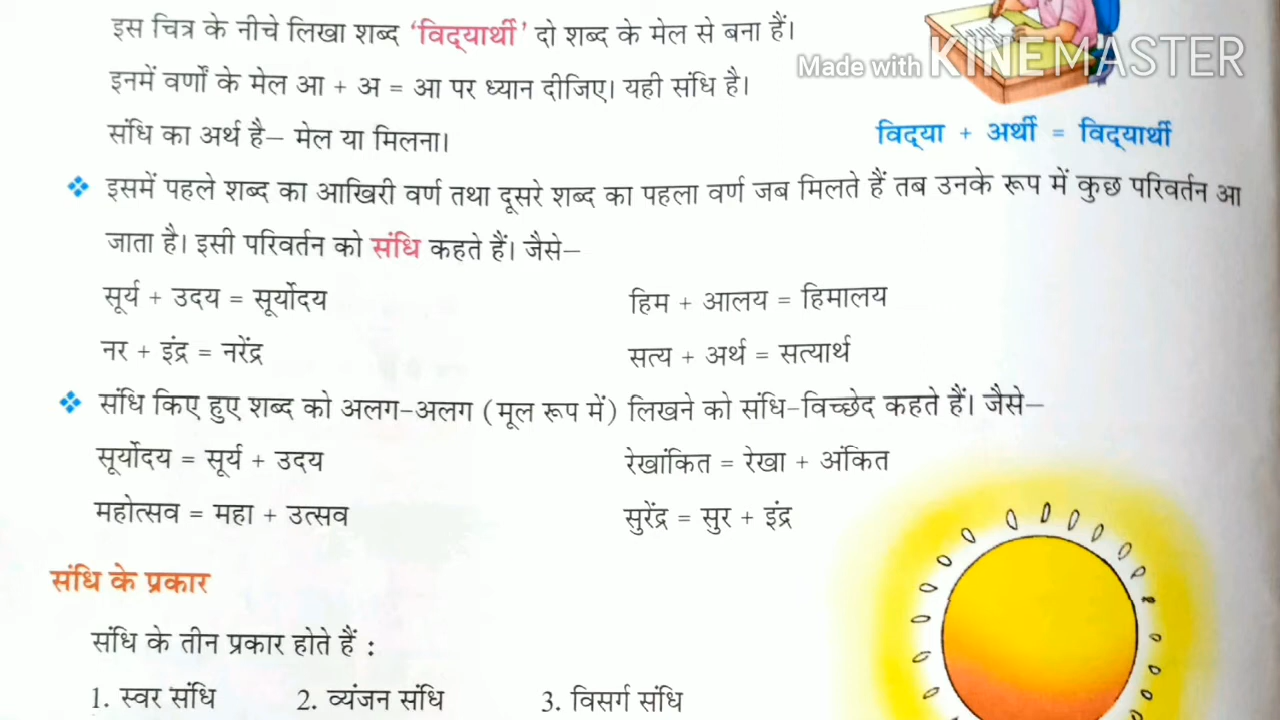 इस चित्र के नीचे लिखा शब्द ‘विद्‌यार्थी’ दो शब्द के मेल से बना हैं।
Made with KINEMASTER
इनमें वर्णों के मेल आ + अ = आ पर ध्यान दीजिए। यही संधि है।
संधि का अर्थ है– मेल या मिलना।
विद्‌या + अर्थी = विद्‌यार्थी
❖ इसमें पहले शब्द का आखिरी वर्ण तथा दूसरे शब्द का पहला वर्ण जब मिलते हैं तब उनके रूप में कुछ परिवर्तन आ
जाता है। इसी परिवर्तन को संधि कहते हैं। जैसे–
सूर्य + उदय = सूर्योदय हिम + आलय = हिमालय
नर + इंद्र = नरेंद्र सत्य + अर्थ = सत्यार्थ
❖ संधि किए हुए शब्द को अलग-अलग (मूल रूप में) लिखने को संधि-विच्छेद कहते हैं। जैसे–
सूर्योदय = सूर्य + उदय रेखांकित = रेखा + अंकित
महोत्सव = महा + उत्सव सुरेंद्र = सुर + इंद्र
संधि के प्रकार
संधि के तीन प्रकार होते हैं :
1. स्वर संधि 2. व्यंजन संधि 3. विसर्ग संधि